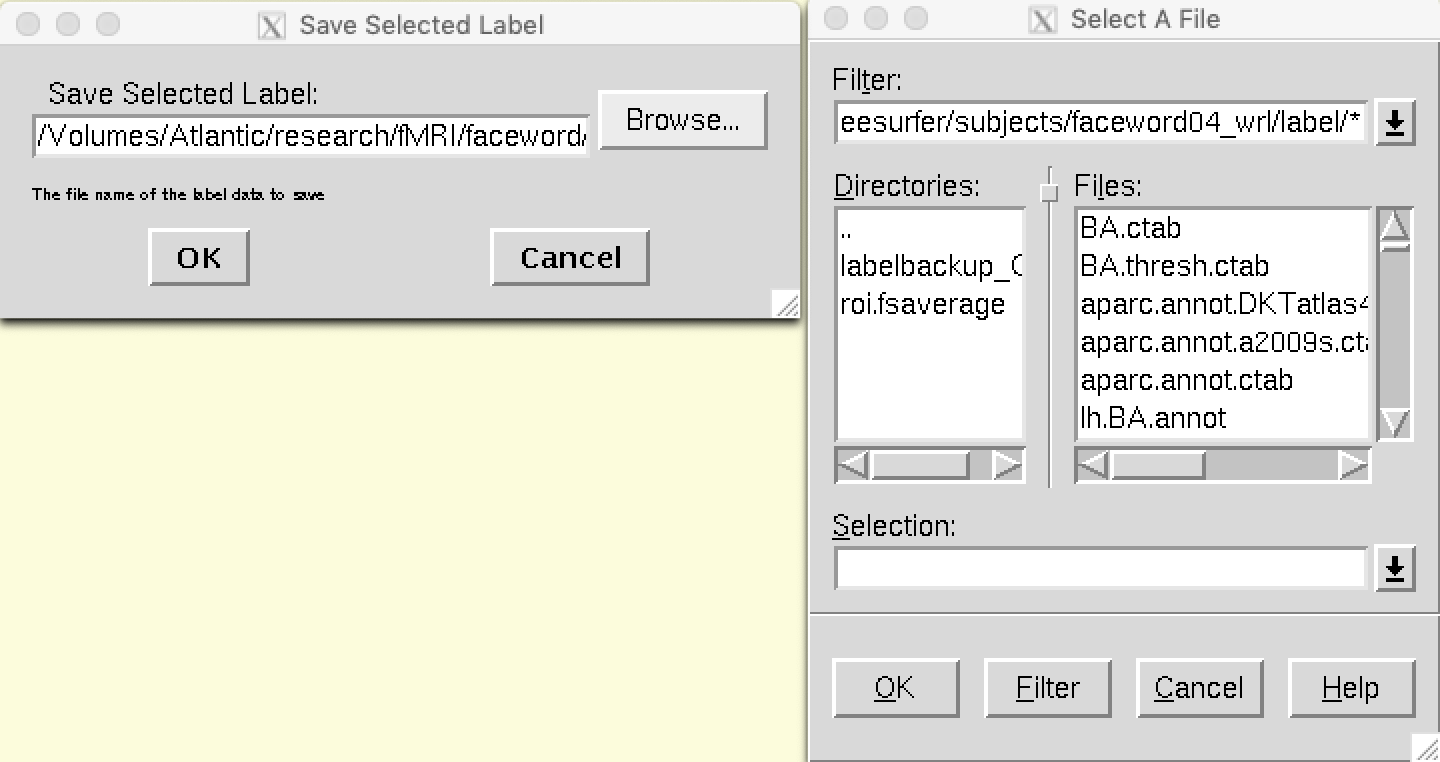 Save Selected Label
Save Selected Label:
/Volumes/Atlantic/research/fMRI/faceword/
Browse...
The file name of the label data to save
OK
Cancel
Select A File
Filter:
eesurfer/subjects/faceword04_wrl/label/*
Directories:
..
labelbackup_
roi.fsaverage
Files:
BA.ctab
BA.thresh.ctab
aparc.annot.DKTatlas4
aparc.annot.a2009s.cta
aparc.annot.ctab
lh.BA.annot
Selection:
OK
Filter
Cancel
Help